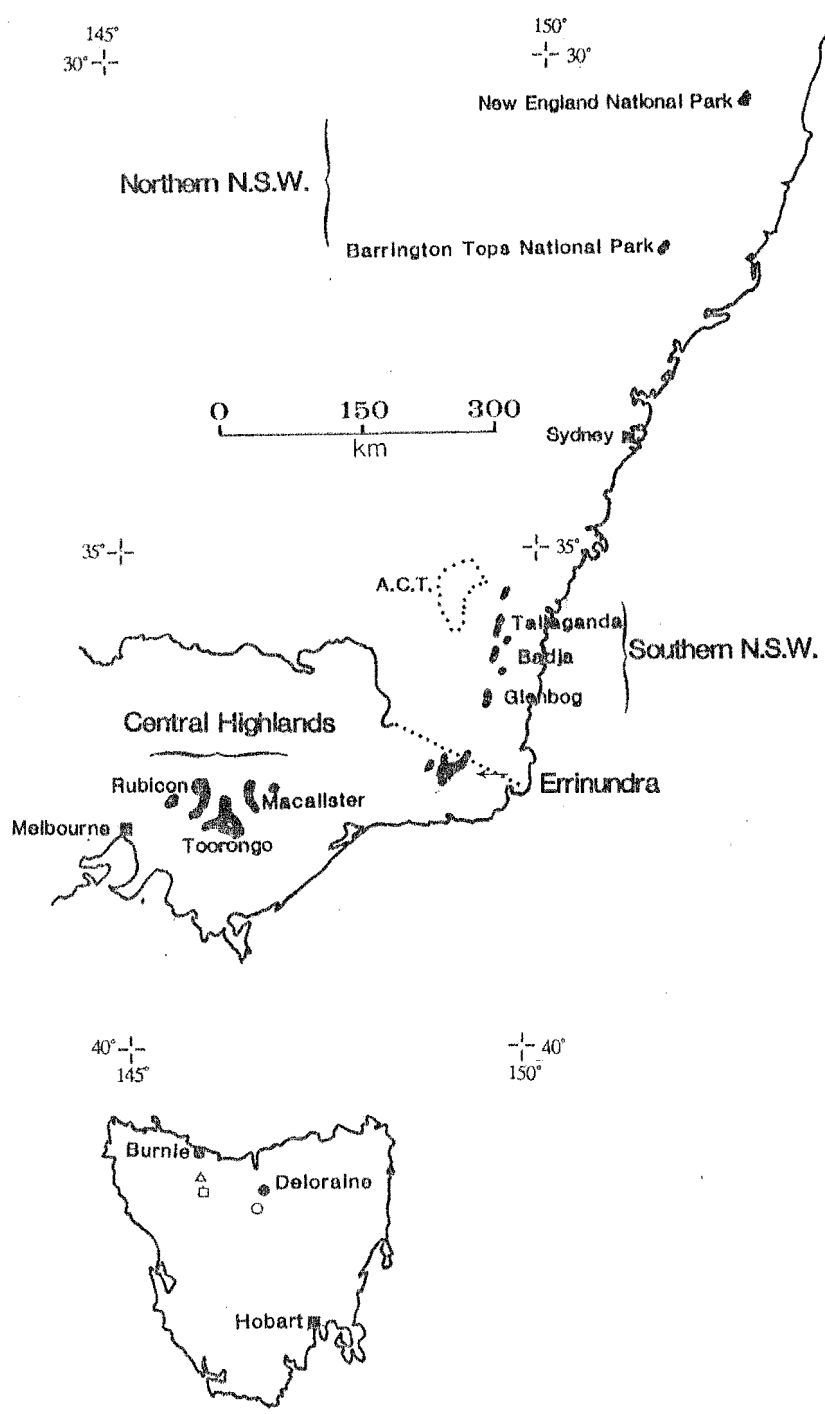 145°
30°
150°
30°
New England National Park
Northern N.S.W.
Barrington Tops National Park
0 150 300
km
Sydney
35°
35°
A.C.T.
Tallaganda
Badja
Southern N.S.W.
Glenbog
Central Highlands
Rubicon
Macalister
Errinundra
Melbourne
Toorongo
40°
145°
40°
150°
Burnie
Deloraine
Hobart